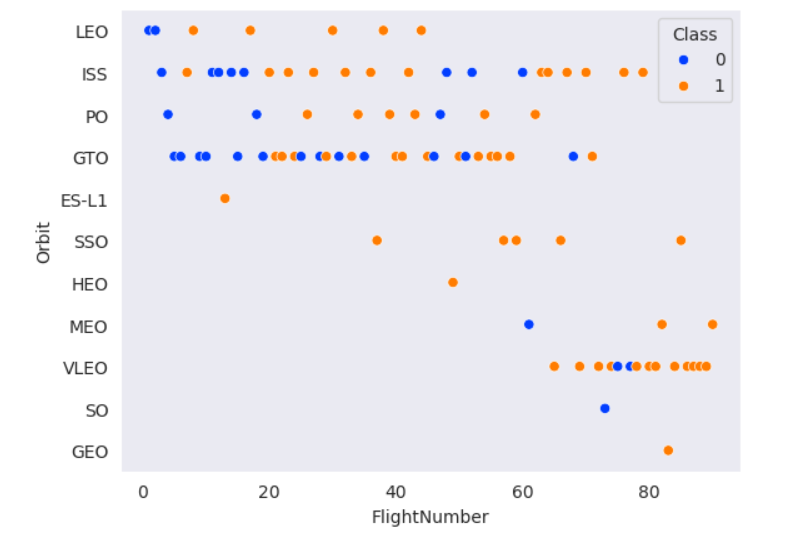 LEO
ISS
PO
GTO
ES-L1
SSO
HEO
MEO
VLEO
SO
GEO
Orbit
0 20 40 60 80
FlightNumber
Class
0
1